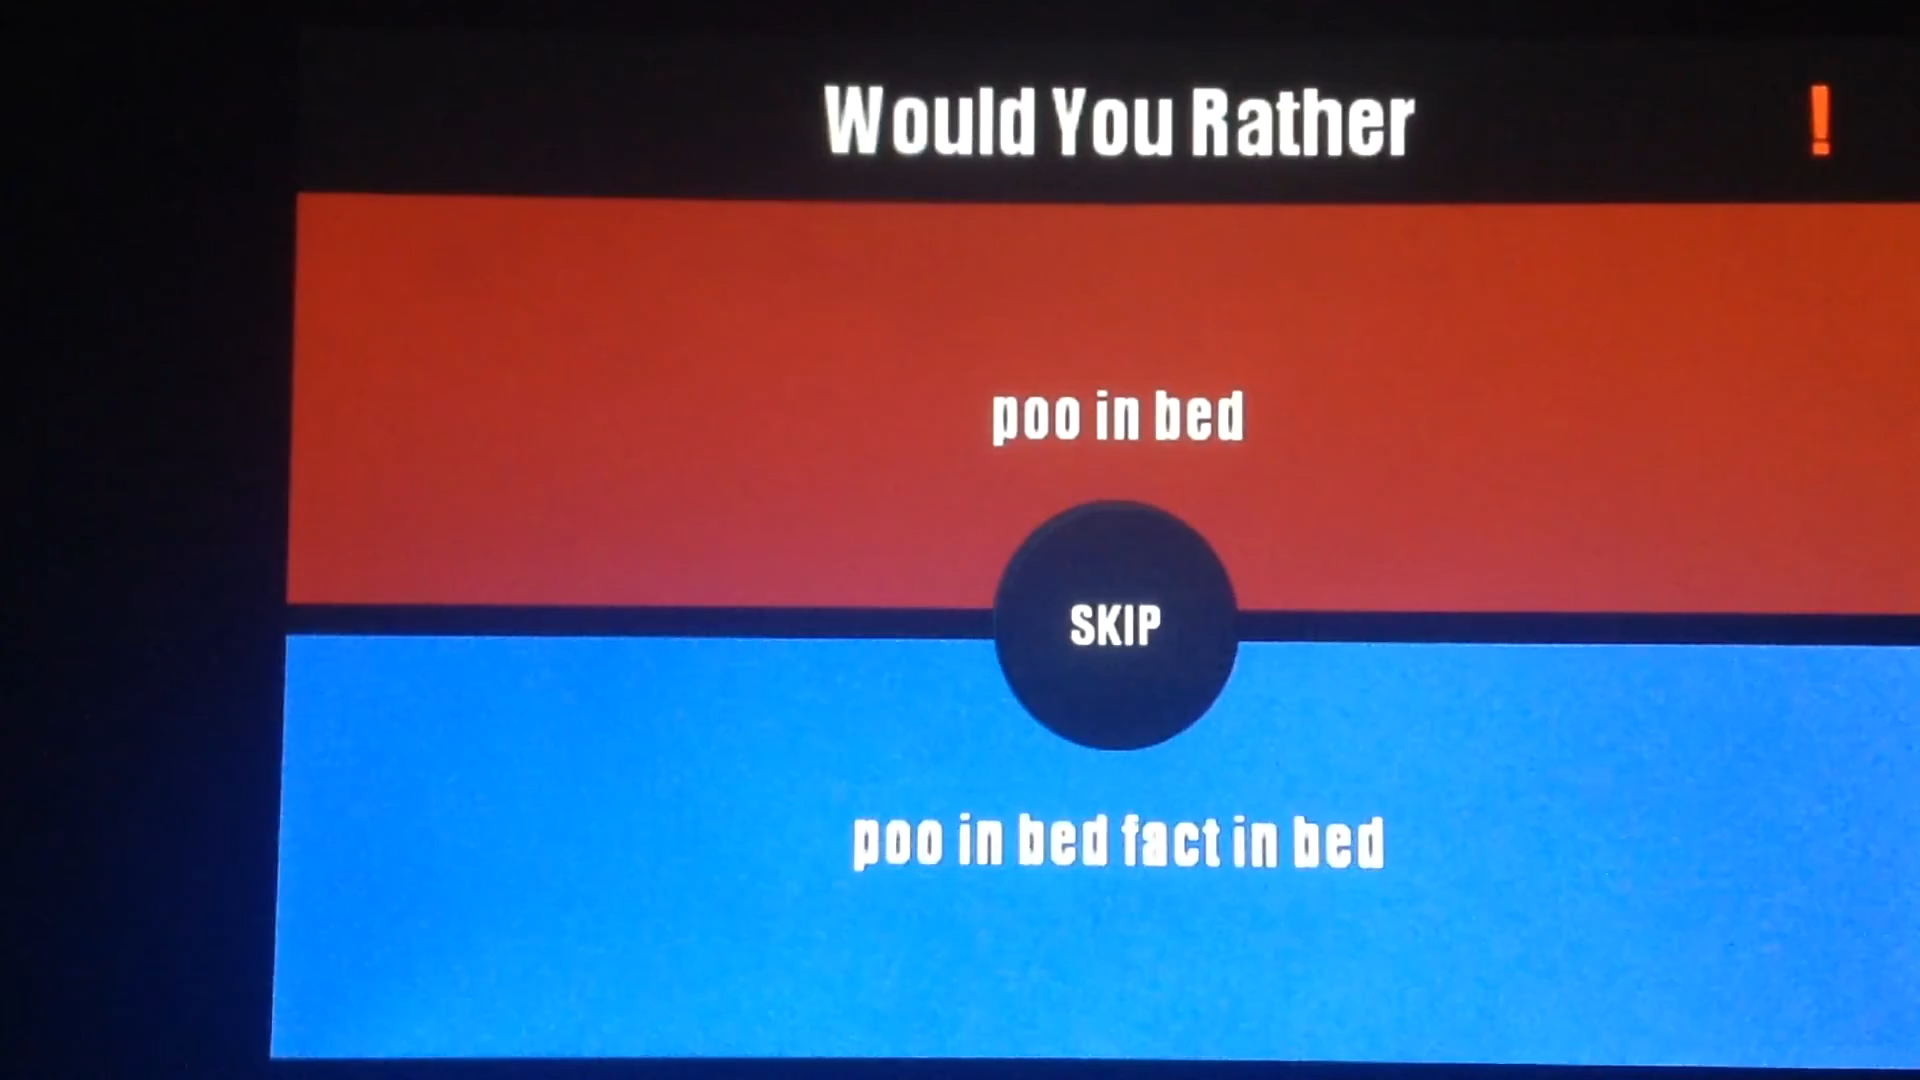 Would You Rather
!
poo in bed
SKIP
poo in bed fact in bed